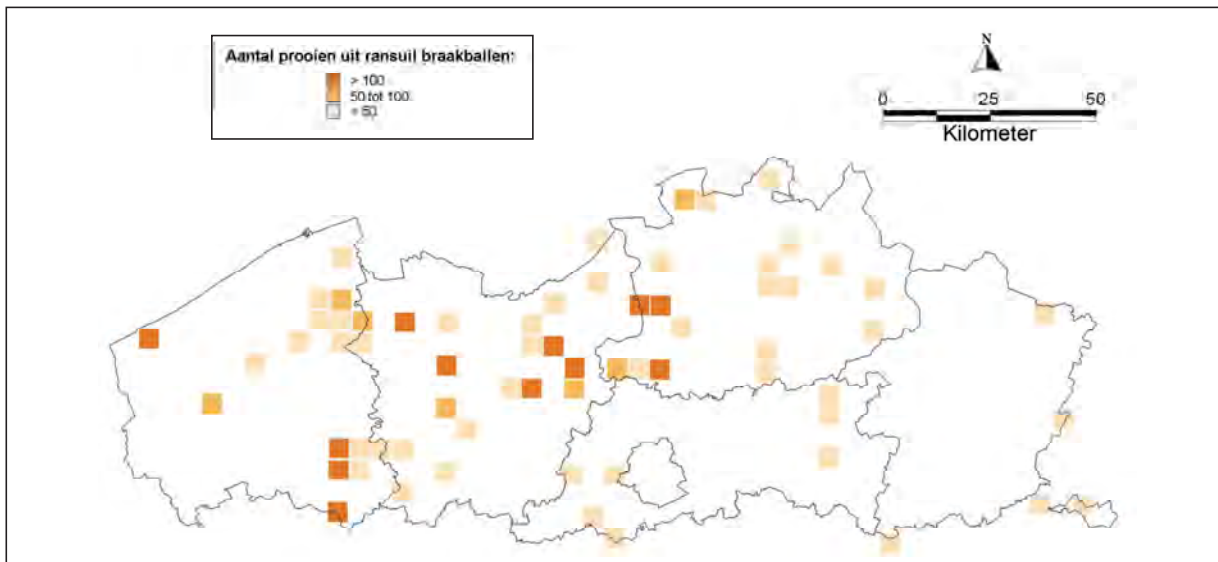 Aantal prooien uit ransuil braakballen:
> 100
50 tot 100
< 50
N
0 25 50
Kilometer